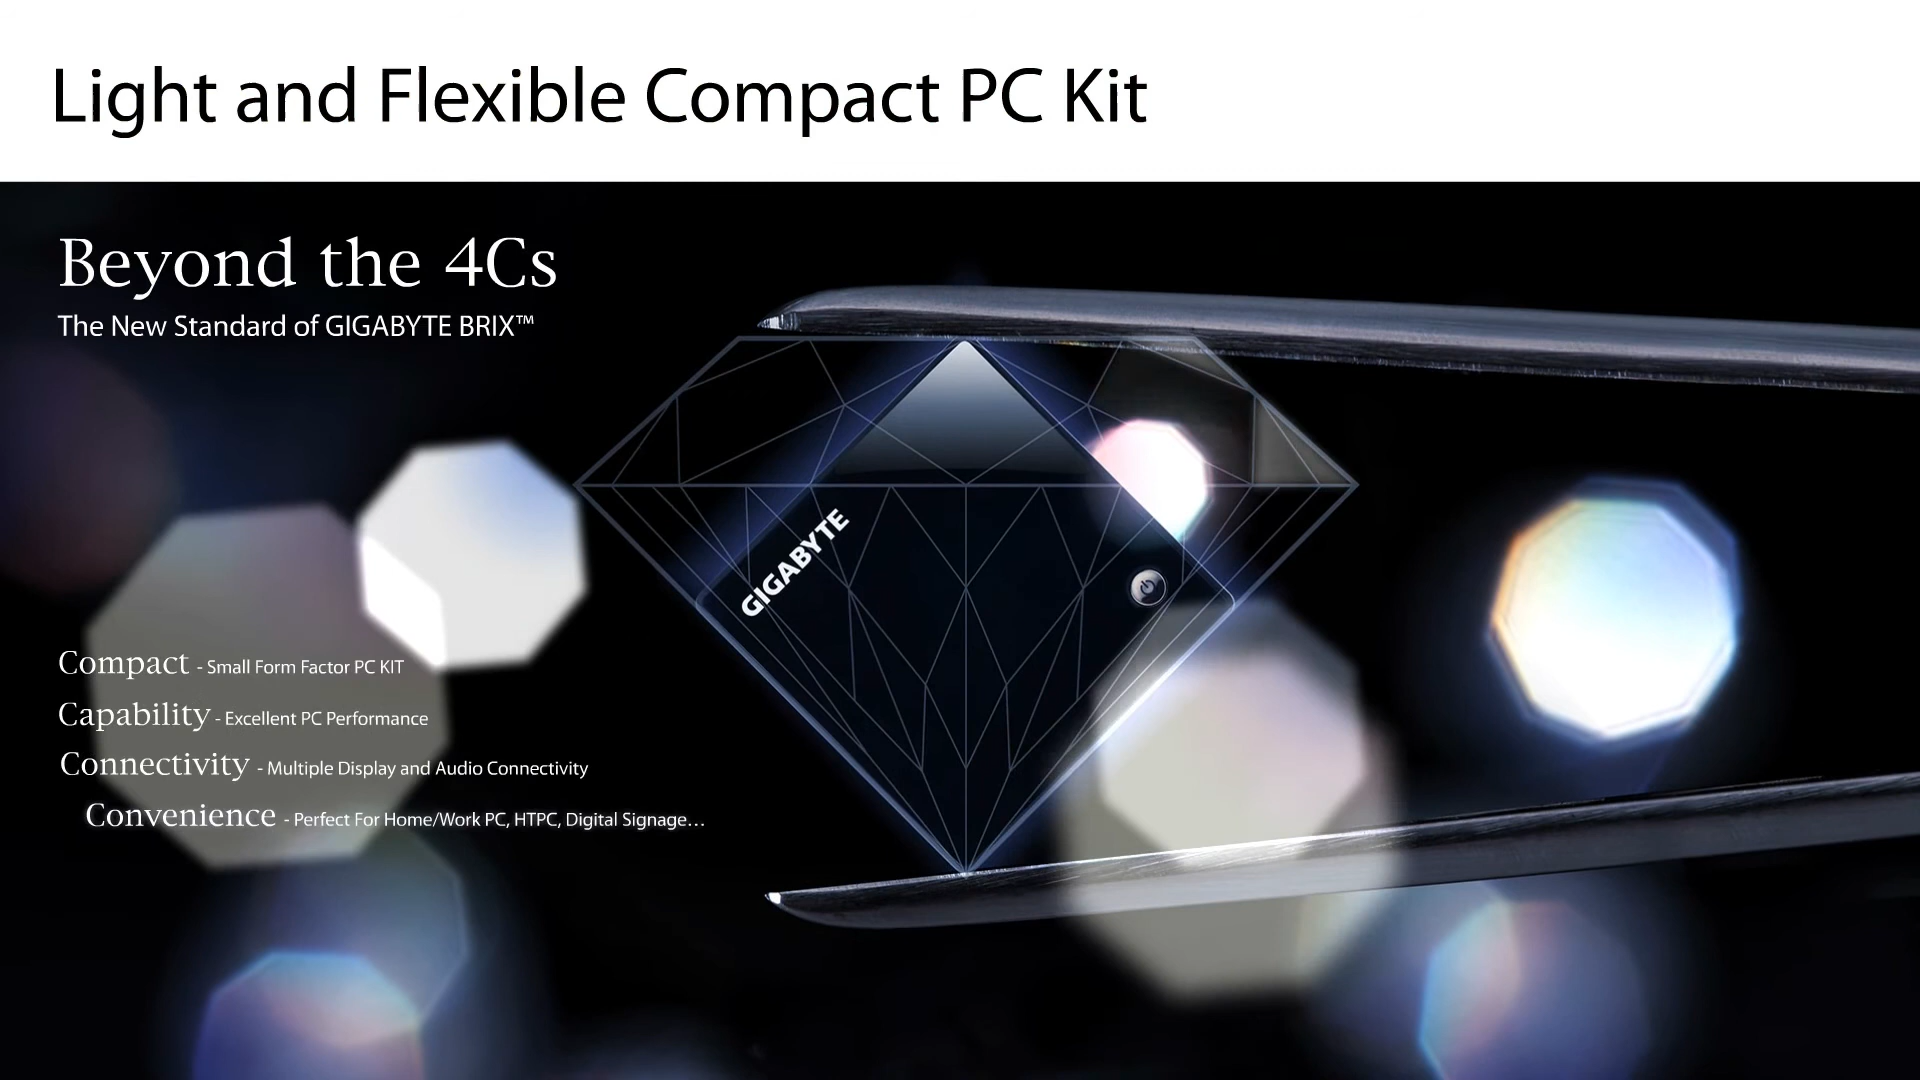 Light and Flexible Compact PC Kit
Beyond the 4Cs
The New Standard of GIGABYTE BRIX™
GIGABYTE
Compact - Small Form Factor PC KIT
Capability - Excellent PC Performance
Connectivity - Multiple Display and Audio Connectivity
Convenience - Perfect For Home/Work PC, HTPC, Digital Signage...